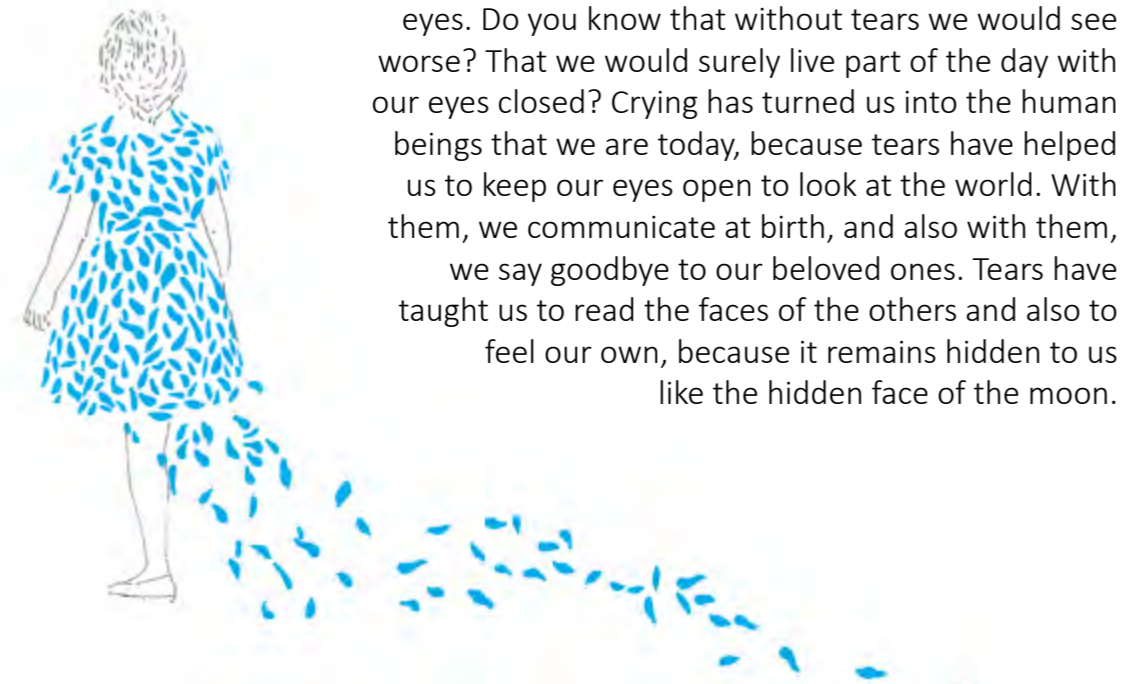 eyes. Do you know that without tears we would see
worse? That we would surely live part of the day with
our eyes closed? Crying has turned us into the human
beings that we are today, because tears have helped
us to keep our eyes open to look at the world. With
them, we communicate at birth, and also with them,
we say goodbye to our beloved ones. Tears have
taught us to read the faces of the others and also to
feel our own, because it remains hidden to us
like the hidden face of the moon.